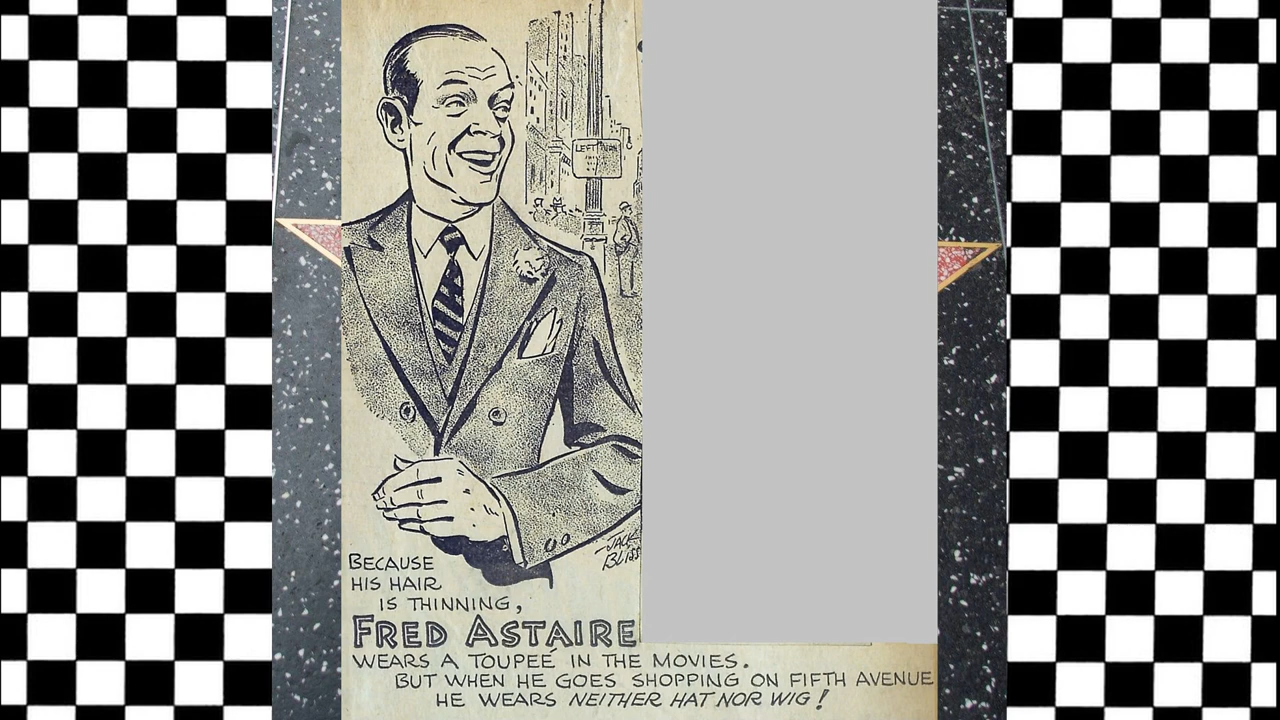 LEFT TURN
JACK
BLISS
BECAUSE
HIS HAIR
IS THINNING,
FRED ASTAIRE
WEARS A TOUPEÉ IN THE MOVIES.
BUT WHEN HE GOES SHOPPING ON FIFTH AVENUE
HE WEARS NEITHER HAT NOR WIG!